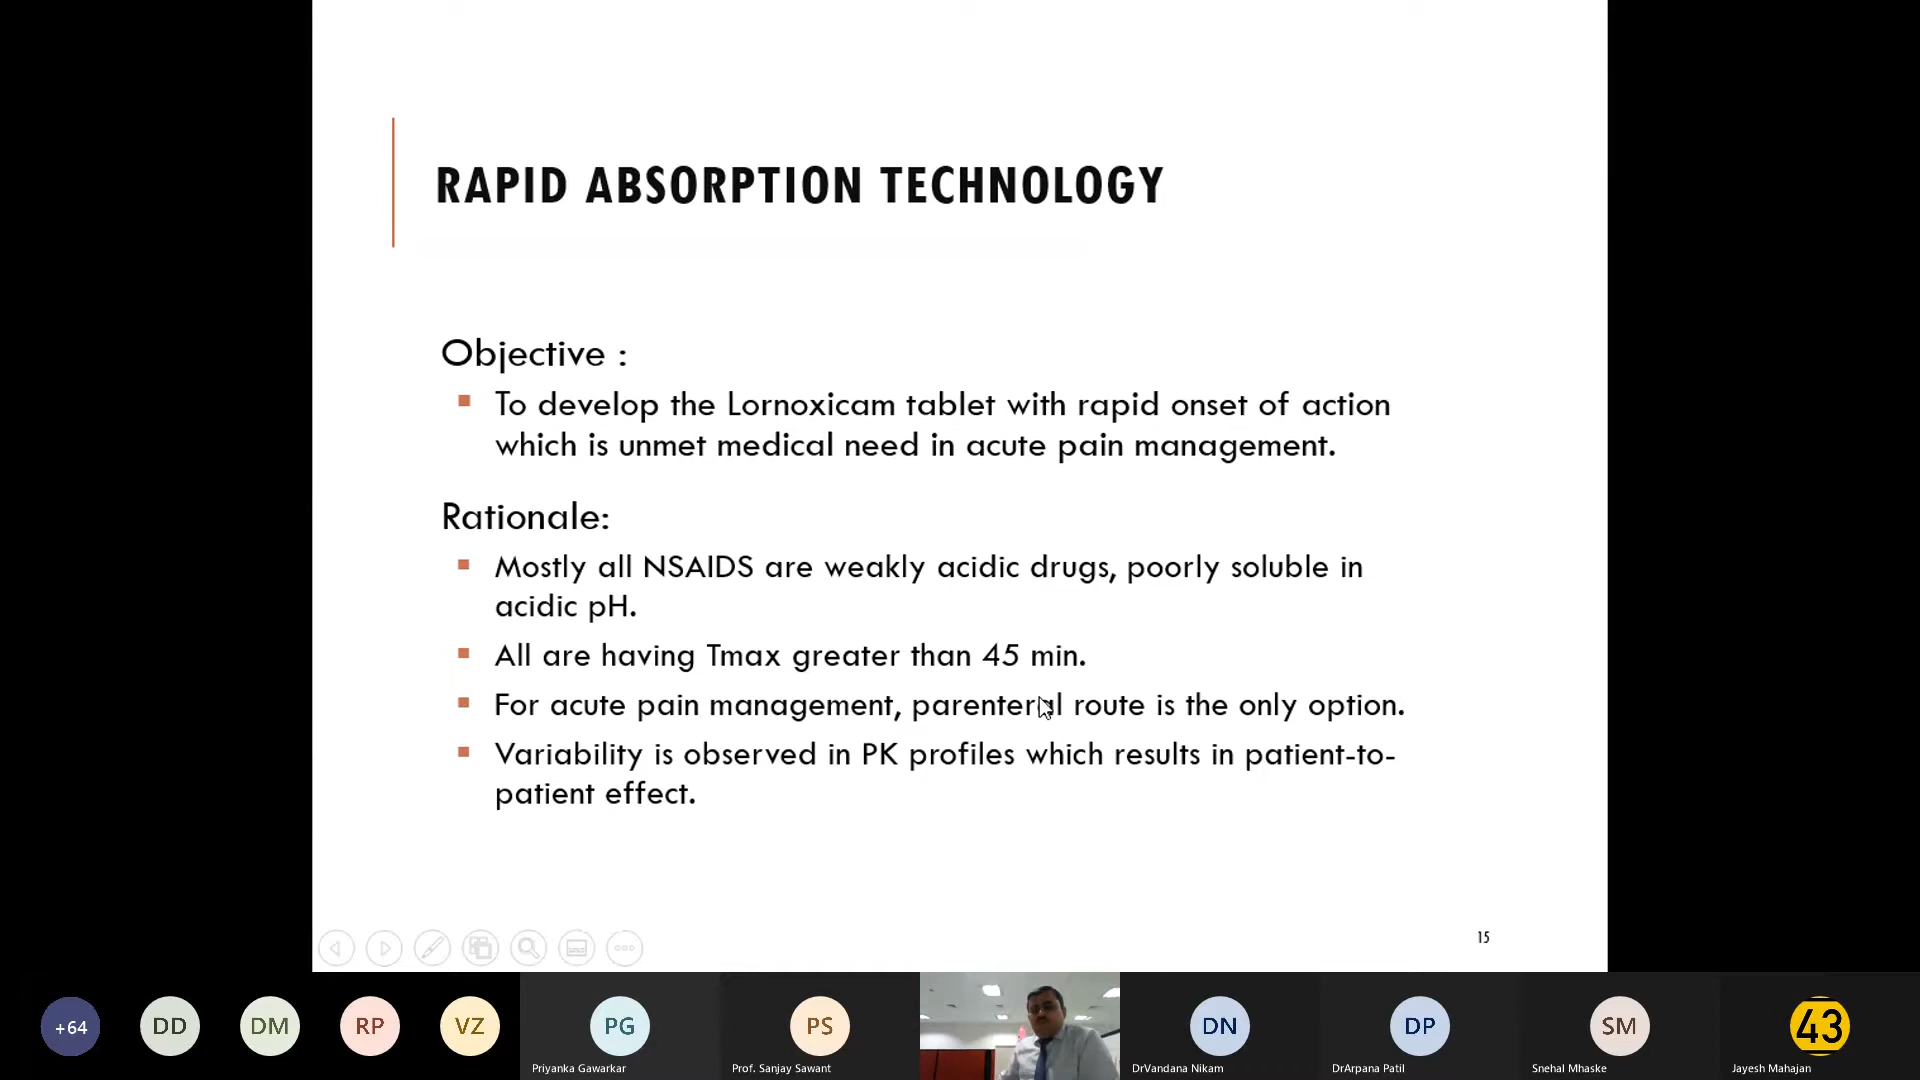 RAPID ABSORPTION TECHNOLOGY
Objective :
To develop the Lornoxicam tablet with rapid onset of action
which is unmet medical need in acute pain management.
Rationale:
Mostly all NSAIDS are weakly acidic drugs, poorly soluble in
acidic pH.
All are having Tmax greater than 45 min.
For acute pain management, parenteral route is the only option.
Variability is observed in PK profiles which results in patient-to-
patient effect.
15
+64
DD
DM
RP
VZ
PG
PS
DN
DP
SM
43
Priyanka Gawarkar
Prof. Sanjay Sawant
DrVandana Nikam
DrArpana Patil
Snehal Mhaske
Jayesh Mahajan